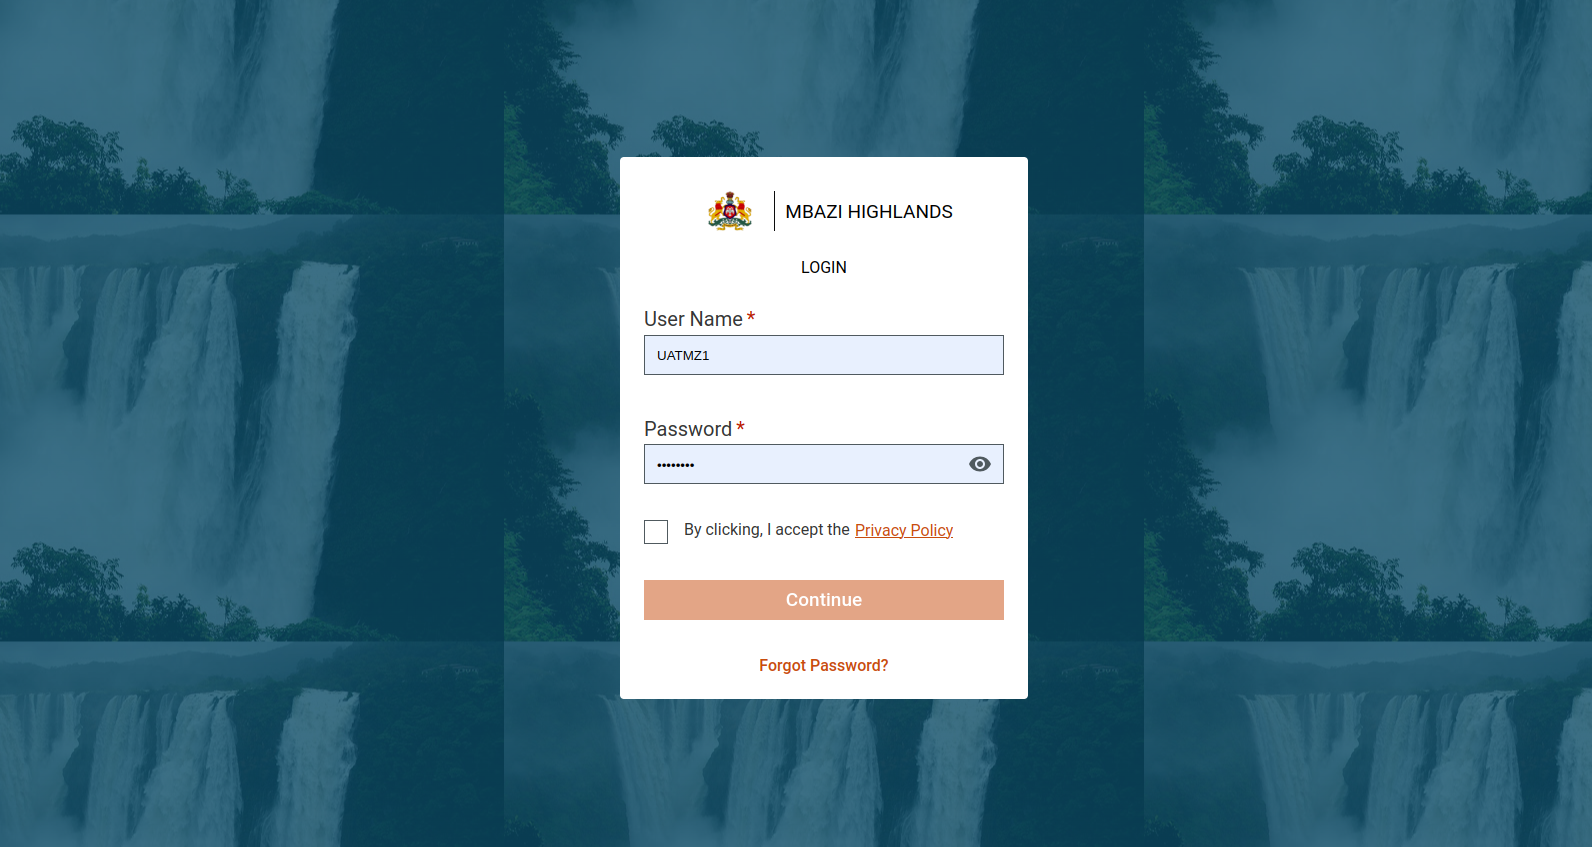 MBAZI HIGHLANDS
LOGIN
User Name *
UATMZ1
Password *
••••••••
By clicking, I accept the Privacy Policy
Continue
Forgot Password?